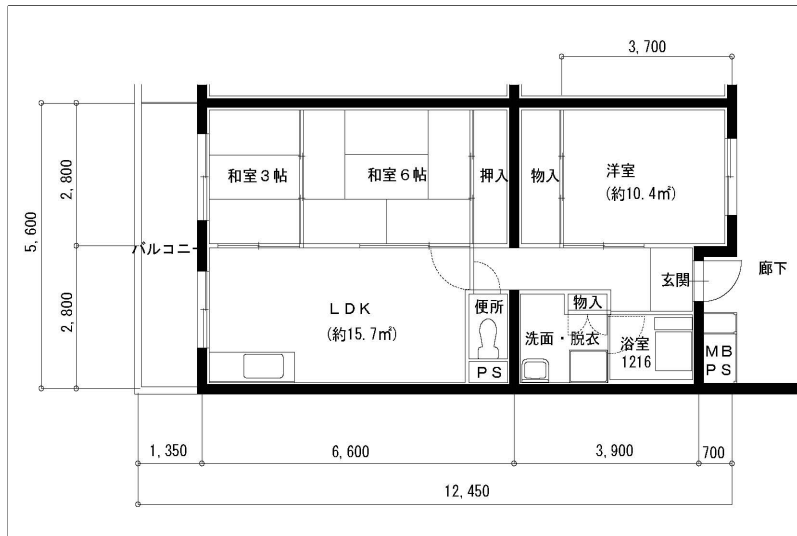 3,700
和室3帖
和室6帖
押入
物入
洋室
(約10.4㎡)
2,800
5,600
バルコニー
玄関
廊下
2,800
LDK
(約15.7㎡)
便所
物入
洗面・脱衣
浴室
1216
MB
PS
PS
1,350
6,600
3,900
700
12,450